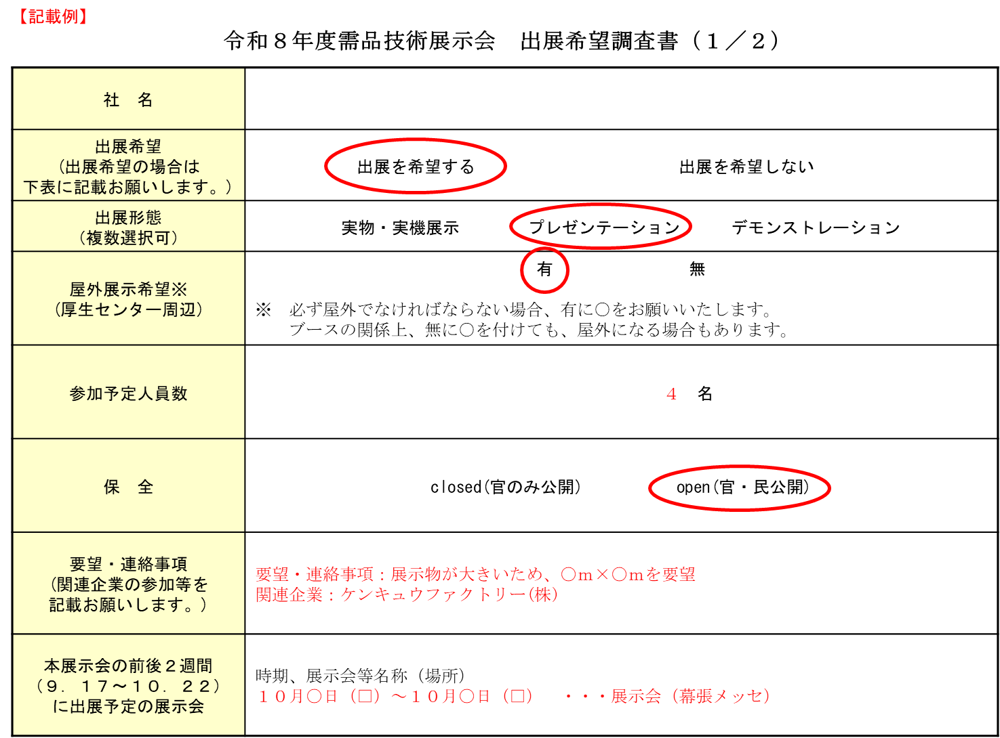 【記載例】
令和８年度需品技術展示会　出展希望調査書（１／２）
社　名
出展希望
(出展希望の場合は
下表に記載お願いします。)
出展を希望する　出展を希望しない
出展形態
(複数選択可)
実物・実機展示　プレゼンテーション　デモンストレーション
屋外展示希望※
(厚生センター周辺)
有　無
※　必ず屋外でなければならない場合、有に○をお願いいたします。
ブースの関係上、無に○を付けても、屋外になる場合もあります。
参加予定人員数
４　名
保　全
closed(官のみ公開)　open(官・民公開)
要望・連絡事項
(関連企業の参加等を
記載お願いします。)
要望・連絡事項：展示物が大きいため、○ｍ×○ｍを要望
関連企業：ケンキュウファクトリー(株)
本展示会の前後２週間
(９．１７～１０．２２)
に出展予定の展示会
時期、展示会等名称（場所）
１０月○日（□）～１０月○日（□）　・・・展示会（幕張メッセ）